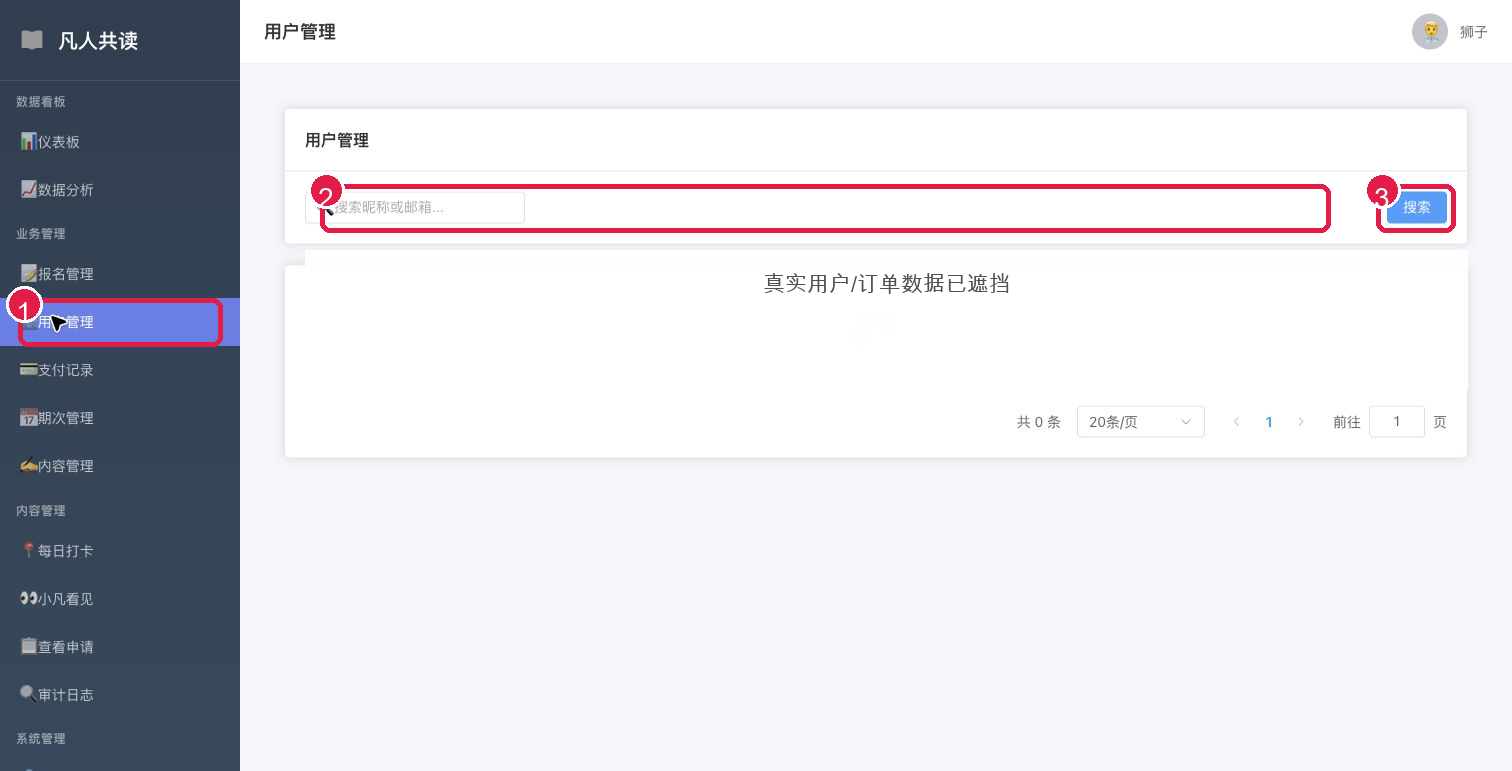 凡人共读
用户管理
狮子
数据看板
仪表板
数据分析
业务管理
报名管理
1
用户管理
支付记录
17
期次管理
内容管理
内容管理
每日打卡
小凡看见
查看申请
审计日志
系统管理
用户管理
2
搜索昵称或邮箱...
3
搜索
真实用户/订单数据已遮挡
共 0 条
20条/页
1
前往
1
页